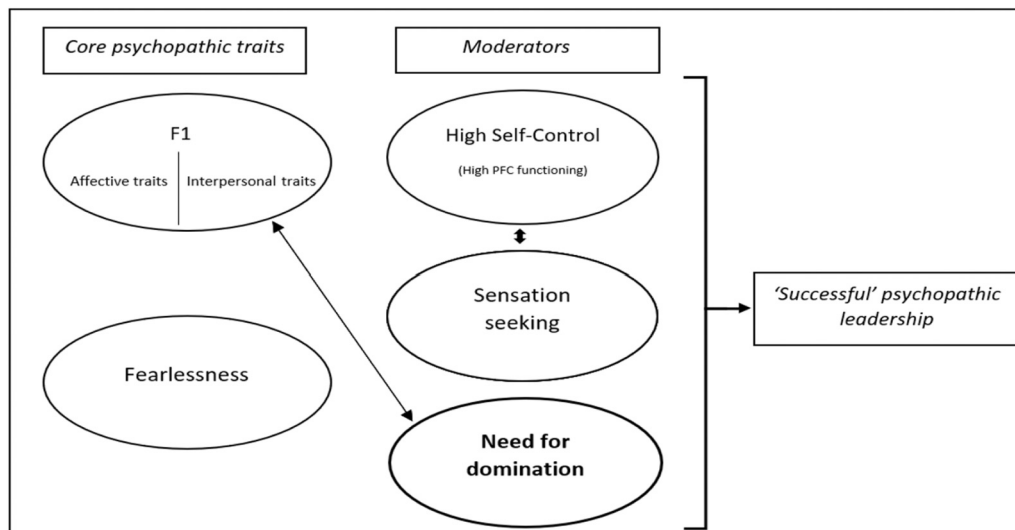 Core psychopathic traits
Moderators
F1
Affective traits
Interpersonal traits
High Self-Control
(High PFC functioning)
Sensation
seeking
Fearlessness
Need for
domination
‘Successful’ psychopathic
leadership